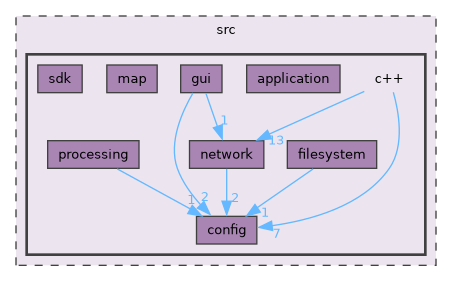 src
sdk
map
gui
application
c++
1
13
processing
network
filesystem
1
2
2
1
7
config